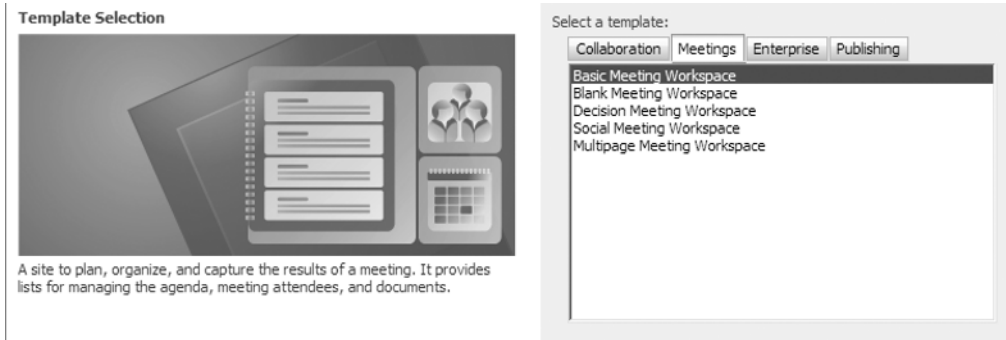 Template Selection
A site to plan, organize, and capture the results of a meeting. It provides
lists for managing the agenda, meeting attendees, and documents.
Select a template:
Collaboration Meetings Enterprise Publishing
Basic Meeting Workspace
Blank Meeting Workspace
Decision Meeting Workspace
Social Meeting Workspace
Multipage Meeting Workspace